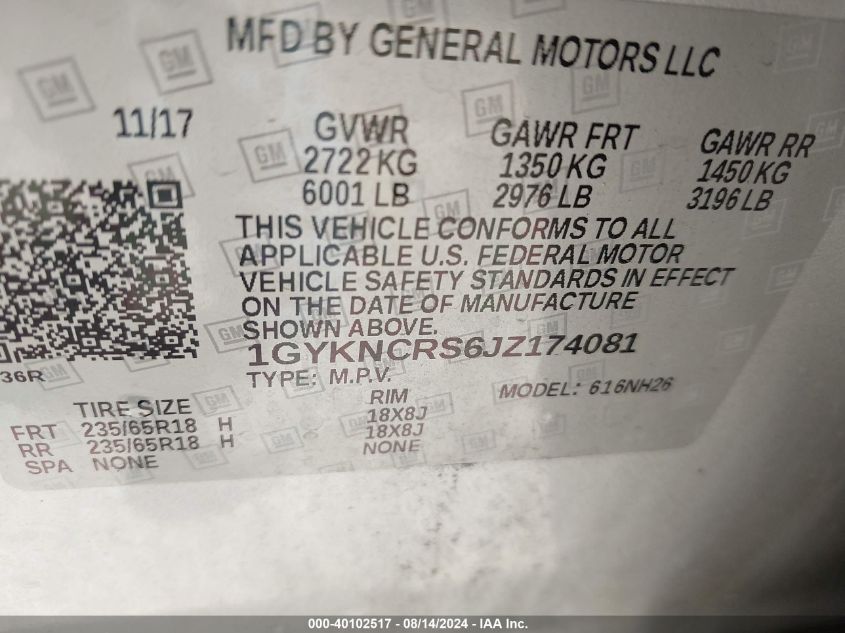 MFD BY GENERAL MOTORS LLC
11/17 GVWR GAWR FRT GAWR RR
2722 KG 1350 KG 1450 KG
6001 LB 2976 LB 3196 LB
THIS VEHICLE CONFORMS TO ALL
APPLICABLE U.S. FEDERAL MOTOR
VEHICLE SAFETY STANDARDS IN EFFECT
ON THE DATE OF MANUFACTURE
SHOWN ABOVE.
1GYKNCRS6JZ174081
36R TYPE: M.P.V. MODEL: 616NH26
TIRE SIZE RIM
FRT 235/65R18 H 18X8J
RR 235/65R18 H 18X8J
SPA NONE NONE
GM
000-40102517 - 08/14/2024 - IAA Inc.